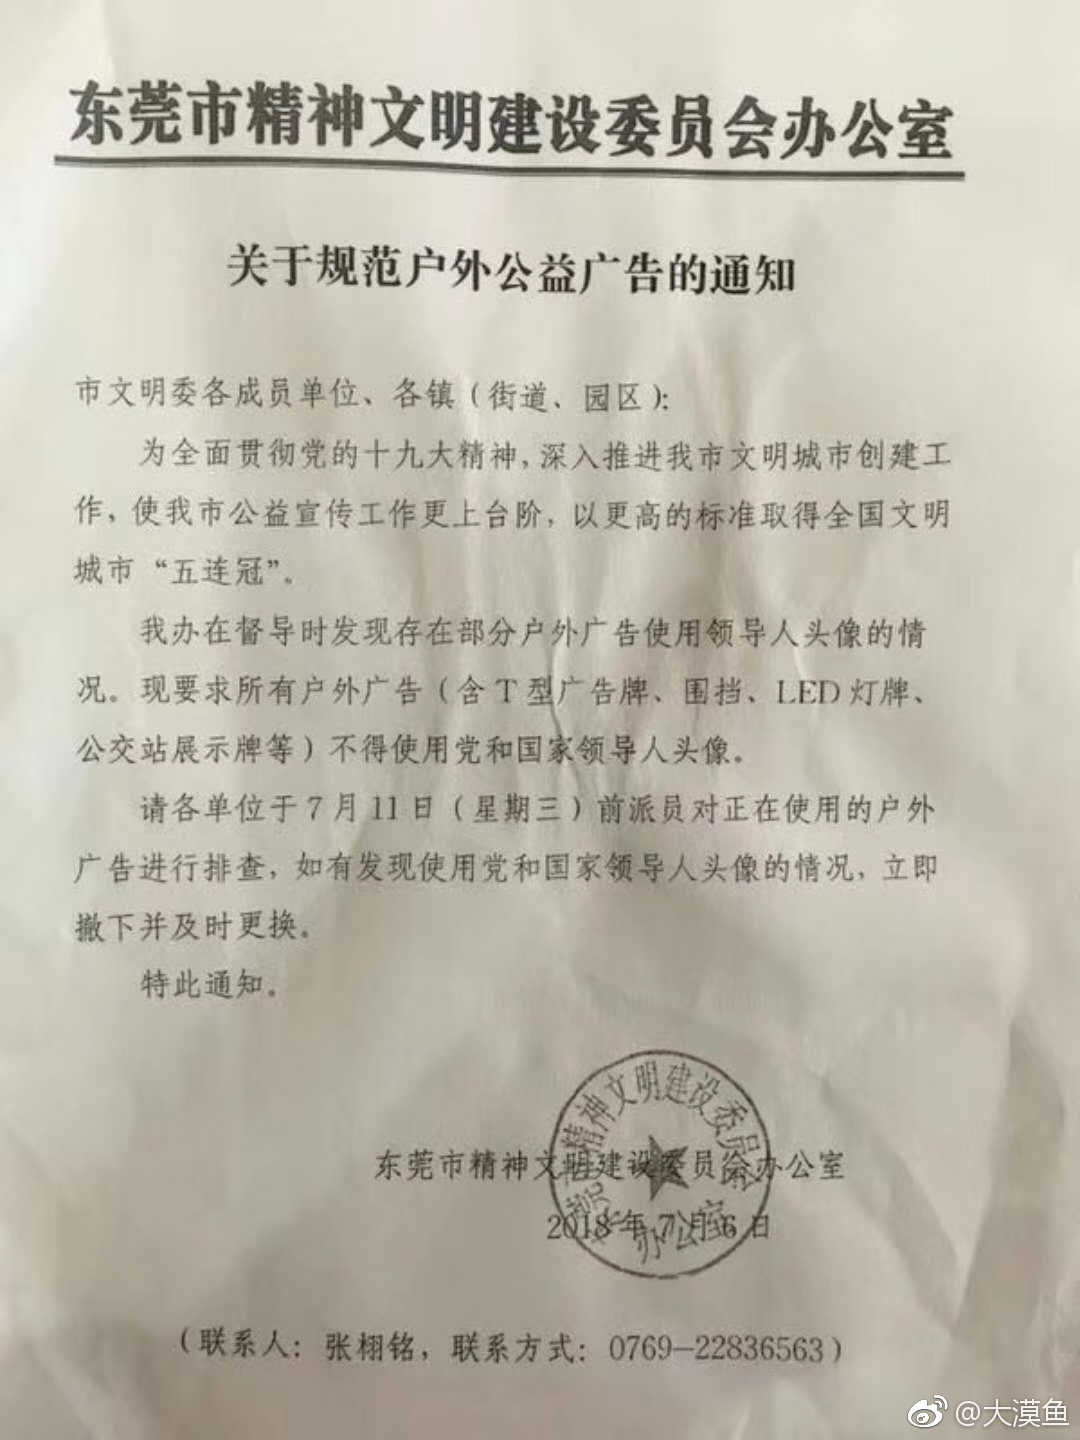 东莞市精神文明建设委员会办公室
关于规范户外公益广告的通知
市文明委各成员单位、各镇（街道、园区）：
为全面贯彻党的十九大精神，深入推进我市文明城市创建工
作，使我市公益宣传工作更上台阶，以更高的标准取得全国文明
城市“五连冠”。
我办在督导时发现存在部分户外广告使用领导人头像的情
况。现要求所有户外广告（含T型广告牌、围挡、LED灯牌、
公交站展示牌等）不得使用党和国家领导人头像。
请各单位于7月11日（星期三）前派员对正在使用的户外
广告进行排查，如有发现使用党和国家领导人头像的情况，立即
撤下并及时更换。
特此通知。
东莞市精神文明建设委员会办公室
2018年7月6日
莞市精神文明建设委员会
办公室
（联系人：张栩铭，联系方式：0769—22836563）
@大漠鱼